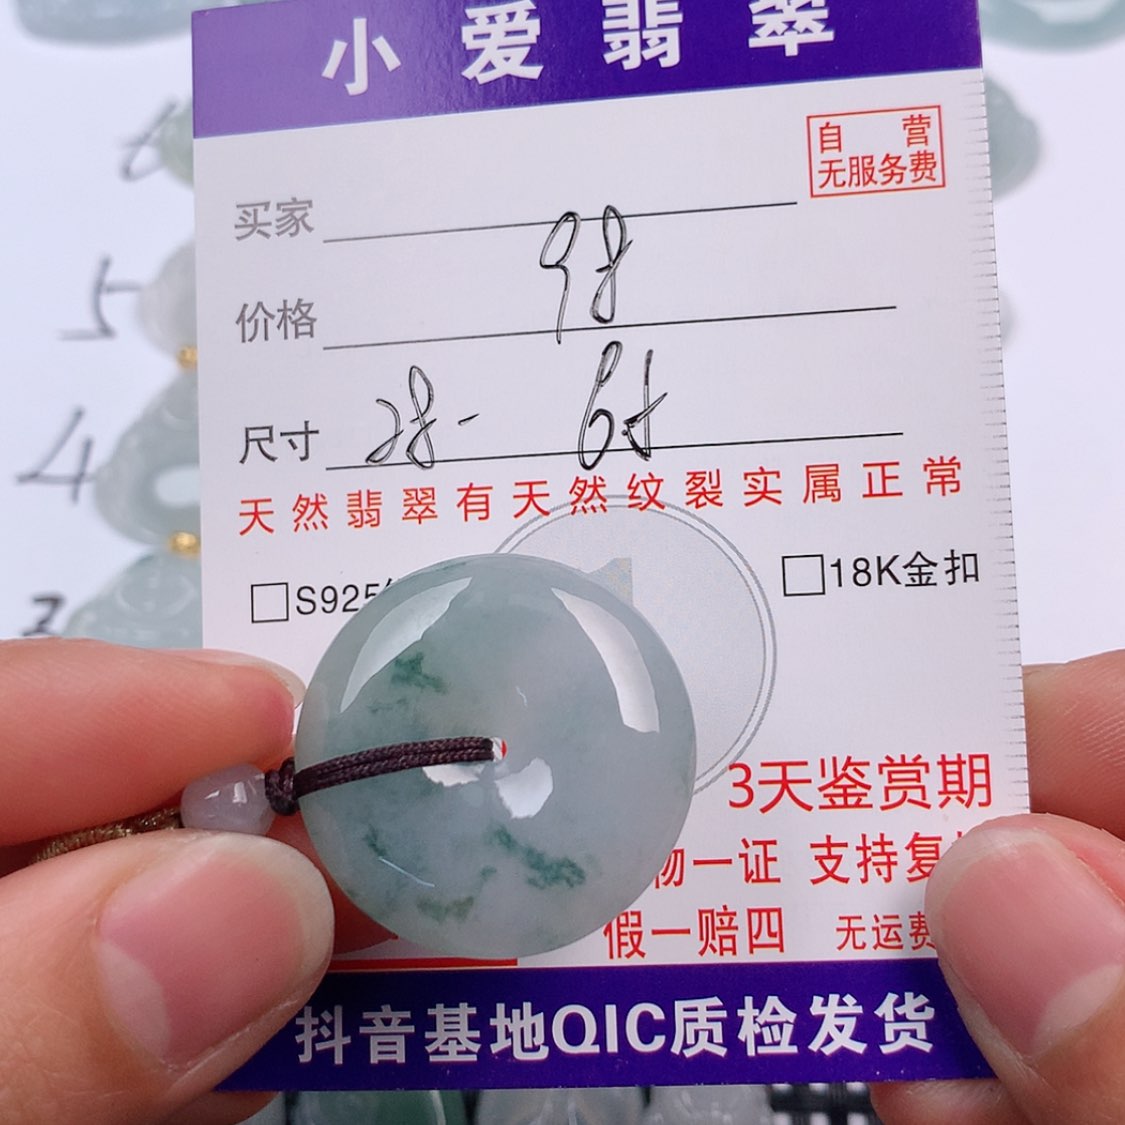 小爱翡翠
自营
无服务费
买家
98
价格
28-
尺寸
天然翡翠有天然纹裂实属正常
S925
18K金扣
3天鉴赏期
物一证 支持复
假一赔四 无运费
抖音基地QIC质检发货
6
5
4
3